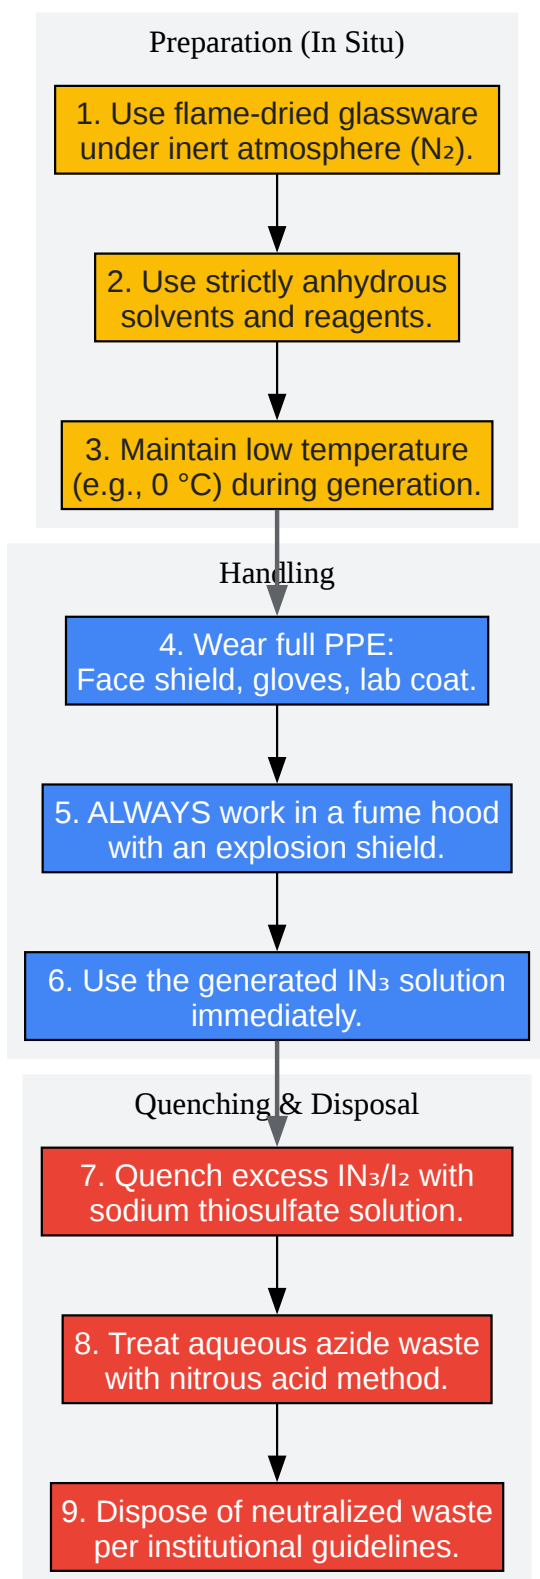 Preparation (In Situ)
1. Use flame-dried glassware
under inert atmosphere (N₂).
2. Use strictly anhydrous
solvents and reagents.
3. Maintain low temperature
(e.g., 0 °C) during generation.
Handling
4. Wear full PPE:
Face shield, gloves, lab coat.
5. ALWAYS work in a fume hood
with an explosion shield.
6. Use the generated IN₃ solution
immediately.
Quenching & Disposal
7. Quench excess IN₃/I₂ with
sodium thiosulfate solution.
8. Treat aqueous azide waste
with nitrous acid method.
9. Dispose of neutralized waste
per institutional guidelines.